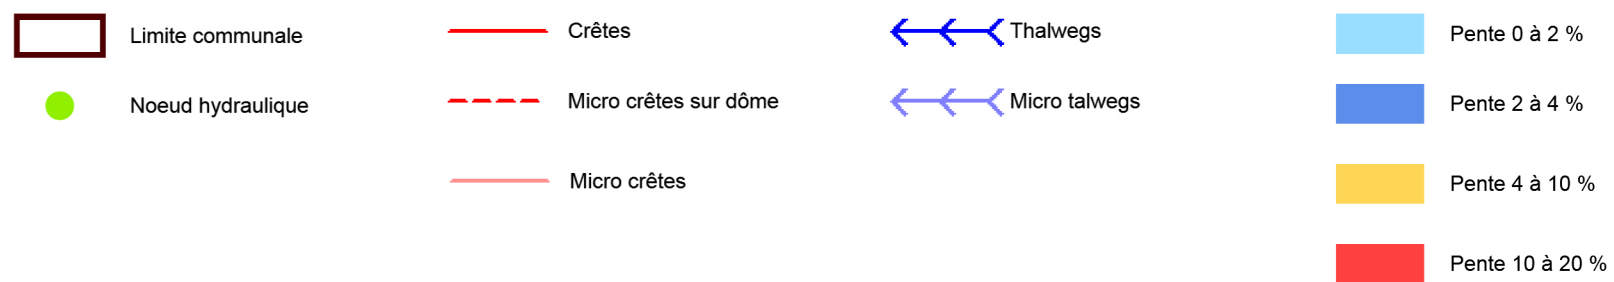 Limite communale
Noeud hydraulique
Crêtes
Micro crêtes sur dôme
Micro crêtes
Thalwegs
Micro talwegs
Pente 0 à 2 %
Pente 2 à 4 %
Pente 4 à 10 %
Pente 10 à 20 %